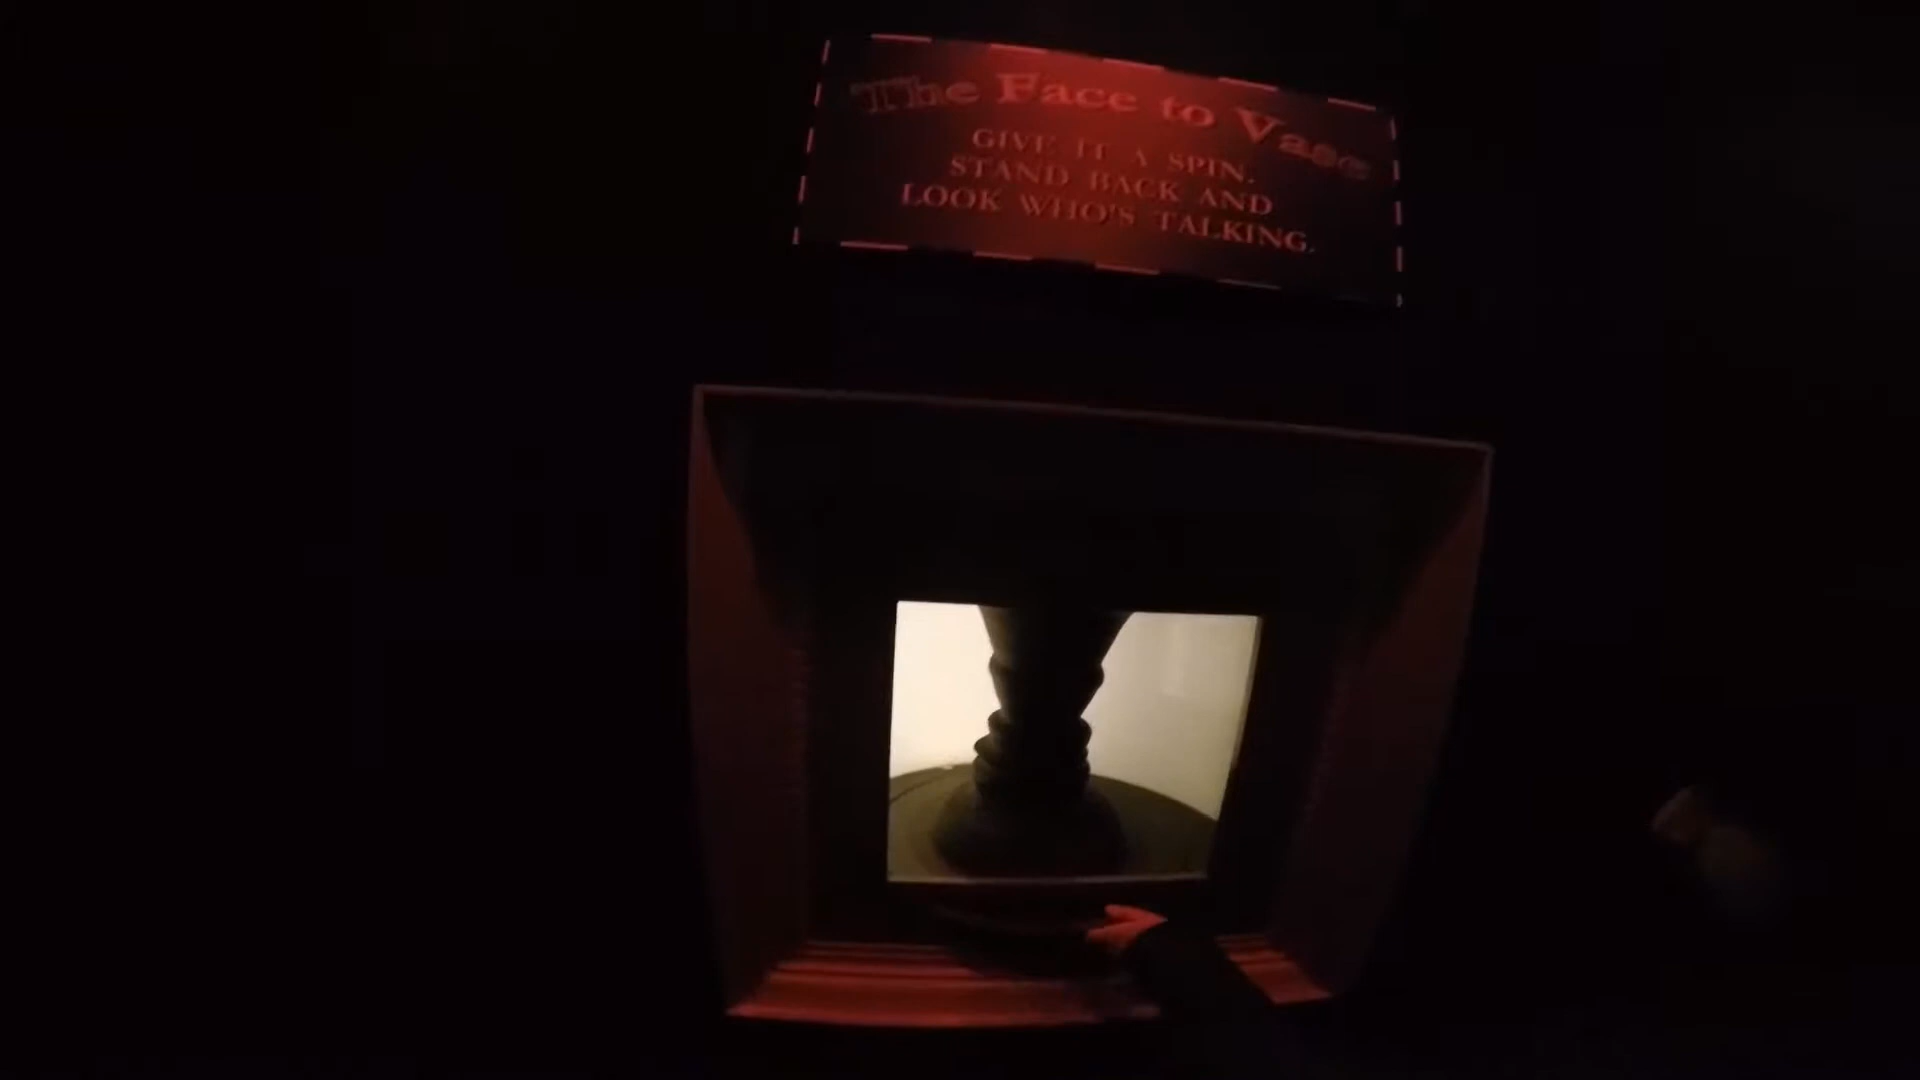 The Face to Vase
GIVE IT A SPIN.
STAND BACK AND
LOOK WHO'S TALKING.